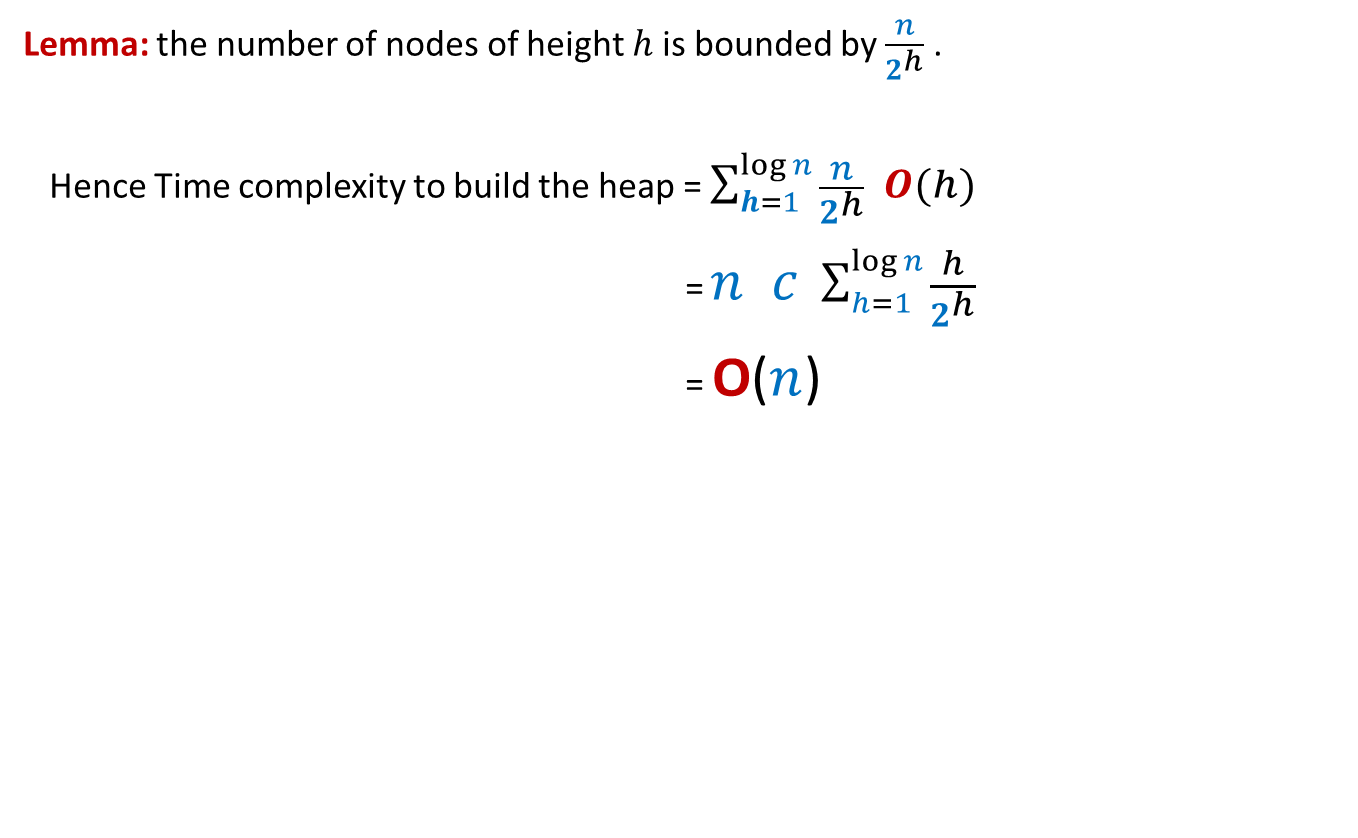 Lemma: the number of nodes of height h is bounded by n/2^h .
Hence Time complexity to build the heap = ∑_{h=1}^{log n} n/2^h O(h)
= n c ∑_{h=1}^{log n} h/2^h
= O(n)